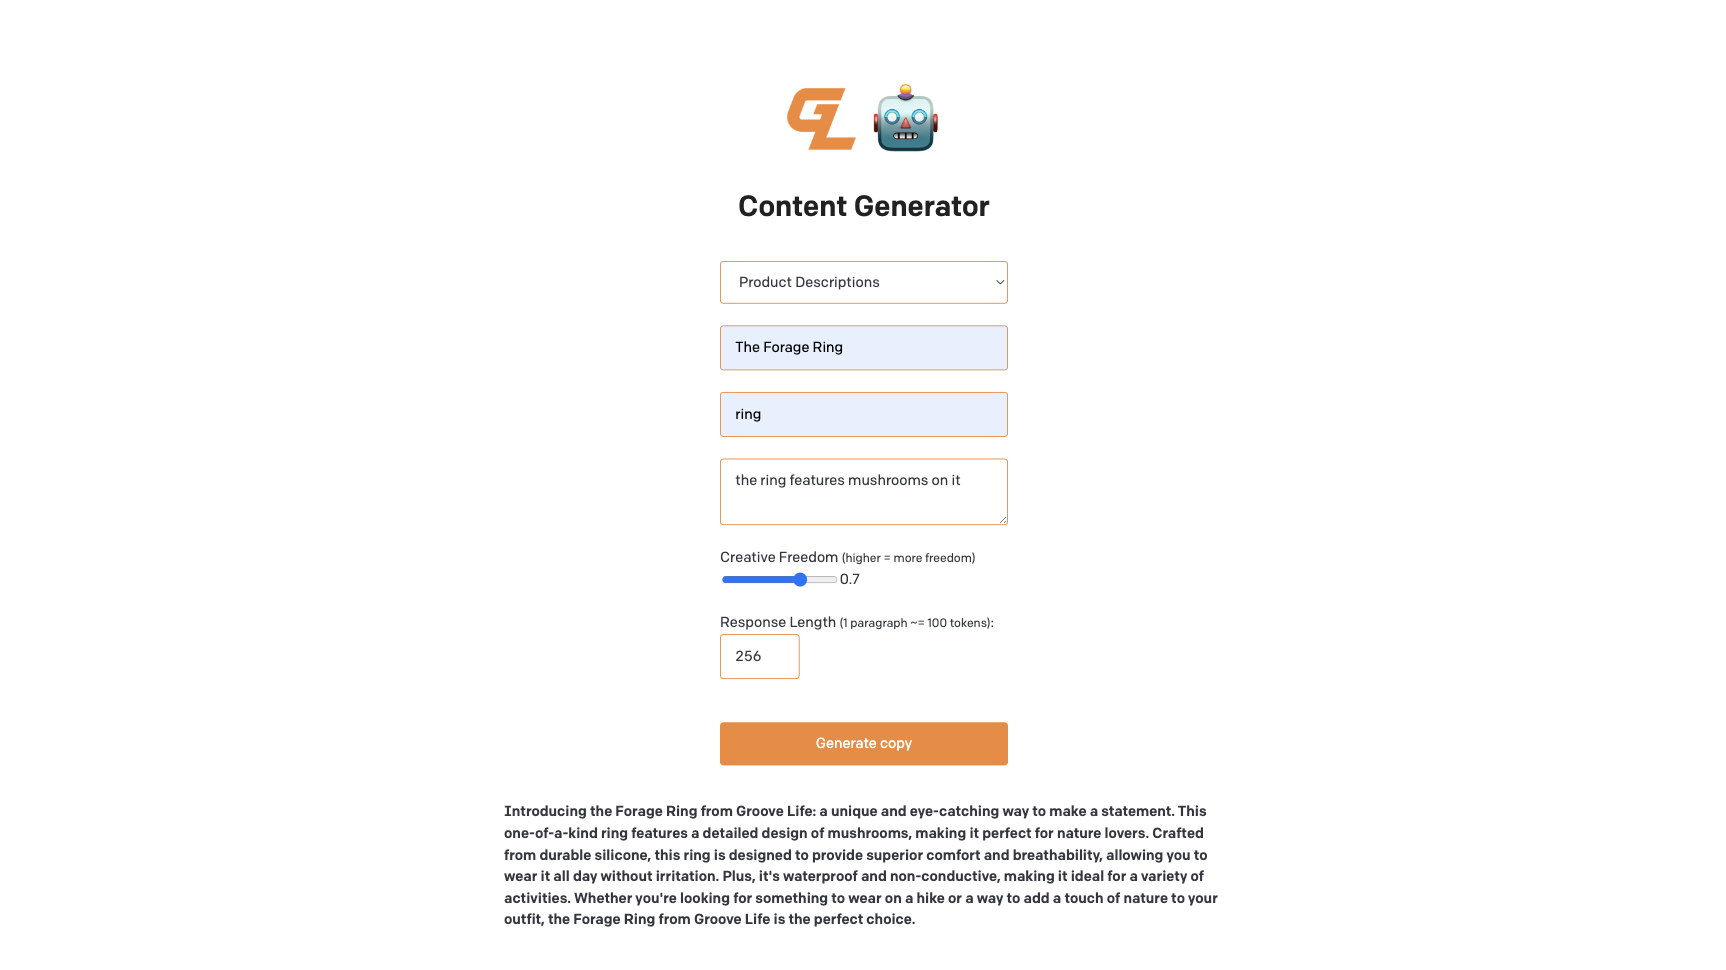 GL
Content Generator
Product Descriptions
The Forage Ring
ring
the ring features mushrooms on it
Creative Freedom (higher = more freedom)
0.7
Response Length (1 paragraph ~= 100 tokens):
256
Generate copy
Introducing the Forage Ring from Groove Life: a unique and eye-catching way to make a statement. This
one-of-a-kind ring features a detailed design of mushrooms, making it perfect for nature lovers. Crafted
from durable silicone, this ring is designed to provide superior comfort and breathability, allowing you to
wear it all day without irritation. Plus, it's waterproof and non-conductive, making it ideal for a variety of
activities. Whether you're looking for something to wear on a hike or a way to add a touch of nature to your
outfit, the Forage Ring from Groove Life is the perfect choice.